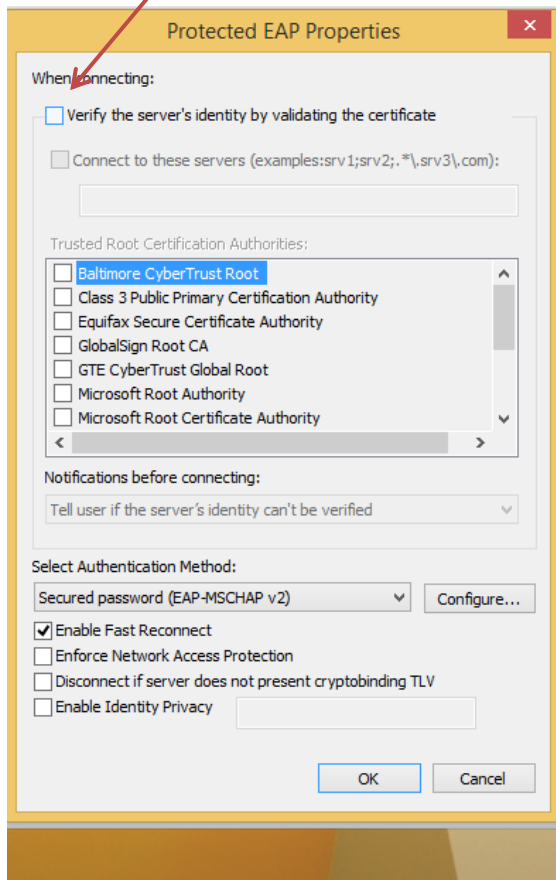 Protected EAP Properties
When connecting:
Verify the server's identity by validating the certificate
Connect to these servers (examples:srv1;srv2;.*\.srv3\.com):
Trusted Root Certification Authorities:
Baltimore CyberTrust Root
Class 3 Public Primary Certification Authority
Equifax Secure Certificate Authority
GlobalSign Root CA
GTE CyberTrust Global Root
Microsoft Root Authority
Microsoft Root Certificate Authority
Notifications before connecting:
Tell user if the server's identity can't be verified
Select Authentication Method:
Secured password (EAP-MSCHAP v2) Configure...
Enable Fast Reconnect
Enforce Network Access Protection
Disconnect if server does not present cryptobinding TLV
Enable Identity Privacy
OK Cancel